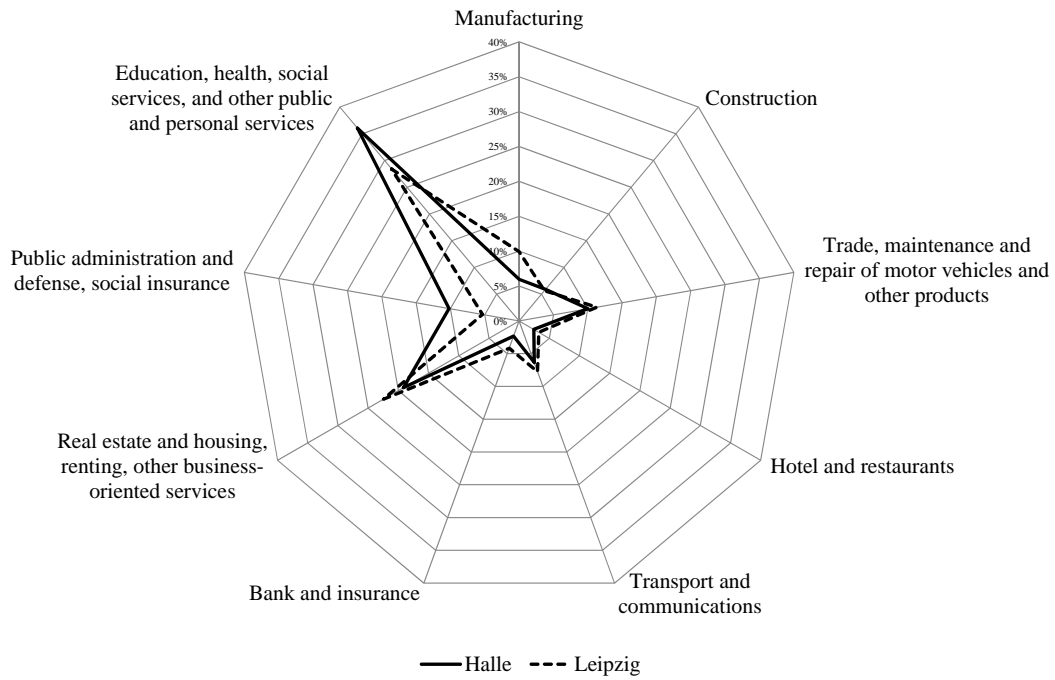 Manufacturing
40%
35%
30%
25%
20%
15%
10%
5%
0%
Construction
Trade, maintenance and
repair of motor vehicles and
other products
Hotel and restaurants
Transport and
communications
Bank and insurance
Real estate and housing,
renting, other business-
oriented services
Public administration and
defense, social insurance
Education, health, social
services, and other public
and personal services
Halle
Leipzig